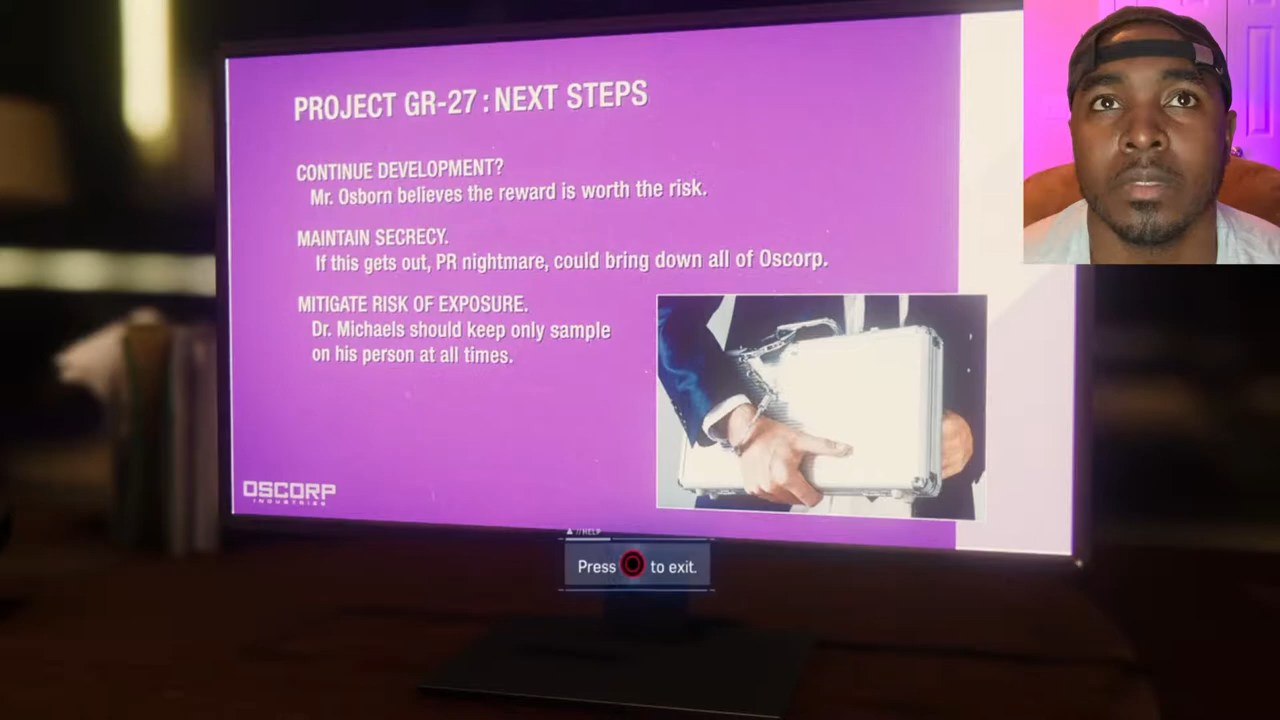 PROJECT GR-27 : NEXT STEPS
CONTINUE DEVELOPMENT?
Mr. Osborn believes the reward is worth the risk.
MAINTAIN SECRECY.
If this gets out, PR nightmare, could bring down all of Oscorp.
MITIGATE RISK OF EXPOSURE.
Dr. Michaels should keep only sample
on his person at all times.
OSCORP
INDUSTRIES
//HELP
Press to exit.